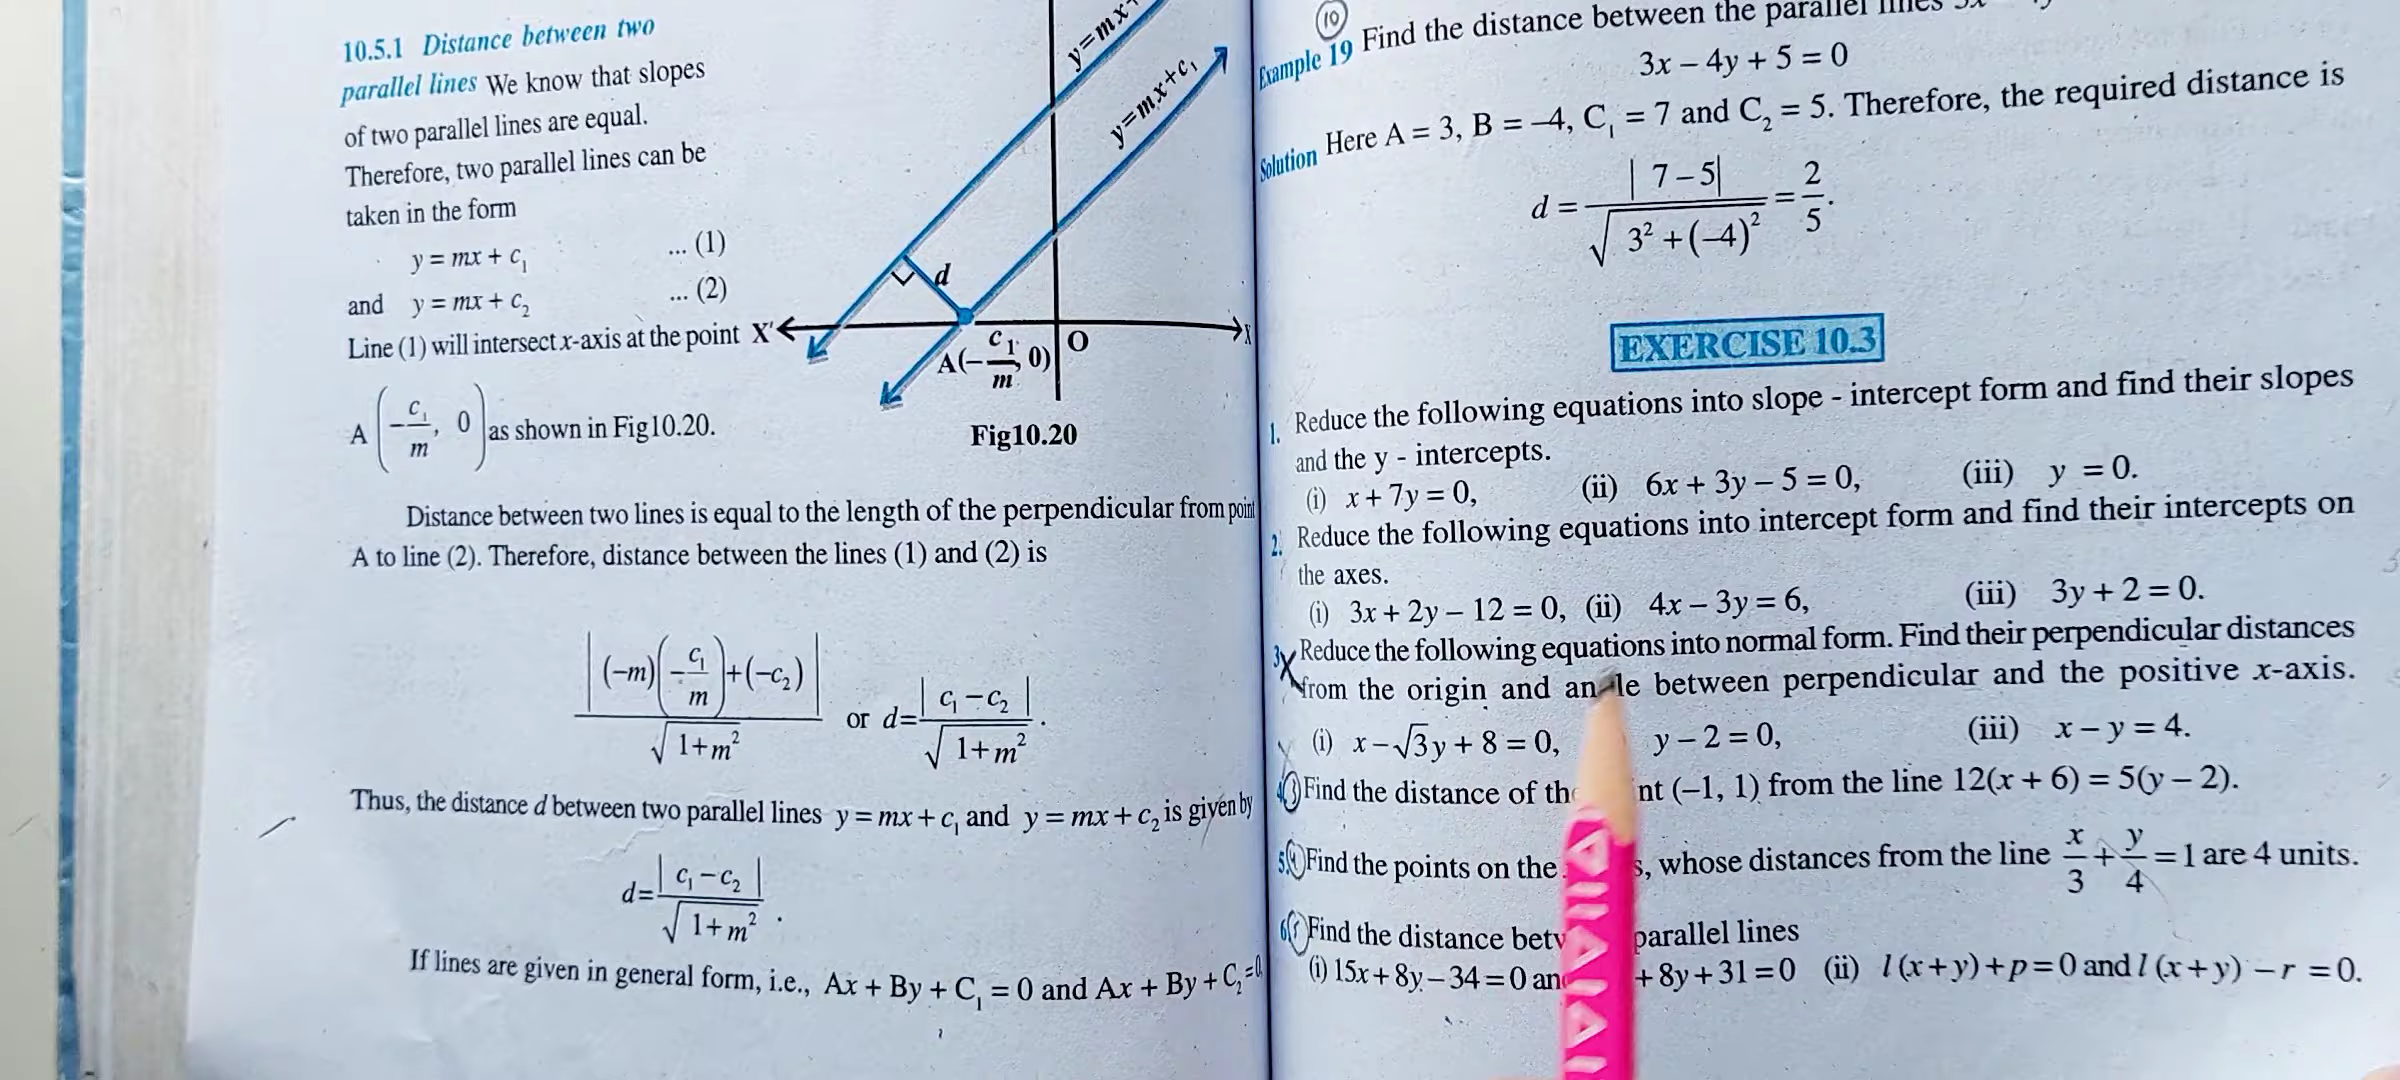 10.5.1 Distance between two
parallel lines We know that slopes
of two parallel lines are equal.
Therefore, two parallel lines can be
taken in the form
y = mx + c₁ ... (1)
and y = mx + c₂ ... (2)
Line (1) will intersect x-axis at the point
A (−c₁/m, 0) as shown in Fig10.20.
y=mx+
y=mx+c₁
d
X'
X
O
A(−c₁/m, 0)
Fig10.20
Distance between two lines is equal to the length of the perpendicular from point
A to line (2). Therefore, distance between the lines (1) and (2) is
|(−m)(−c₁/m)+(−c₂)| / √(1+m²) or d = |c₁−c₂| / √(1+m²) .
Thus, the distance d between two parallel lines y = mx + c₁ and y = mx + c₂ is given by
d = |c₁−c₂| / √(1+m²) .
If lines are given in general form, i.e., Ax + By + C₁ = 0 and Ax + By + C₂ = 0,
(10)
Example 19 Find the distance between the parallel lines
3x – 4y + 5 = 0
Solution Here A = 3, B = –4, C₁ = 7 and C₂ = 5. Therefore, the required distance is
d = |7–5| / √(3² + (–4)²) = 2/5.
EXERCISE 10.3
1. Reduce the following equations into slope - intercept form and find their slopes
and the y - intercepts.
(i) x + 7y = 0, (ii) 6x + 3y – 5 = 0, (iii) y = 0.
2. Reduce the following equations into intercept form and find their intercepts on
the axes.
(i) 3x + 2y – 12 = 0, (ii) 4x – 3y = 6, (iii) 3y + 2 = 0.
3. Reduce the following equations into normal form. Find their perpendicular distances
from the origin and angle between perpendicular and the positive x-axis.
(i) x – √3y + 8 = 0, y – 2 = 0, (iii) x – y = 4.
Find the distance of the nt (–1, 1) from the line 12(x + 6) = 5(y – 2).
5. Find the points on the s, whose distances from the line x/3 + y/4 = 1 are 4 units.
6. Find the distance betw parallel lines
(i) 15x + 8y – 34 = 0 and + 8y + 31 = 0 (ii) l (x + y) + p = 0 and l (x + y) – r = 0.